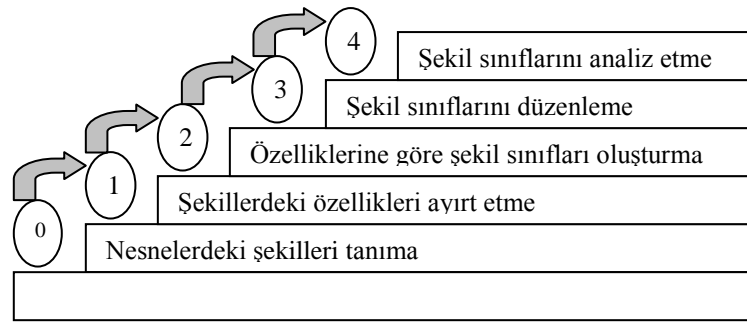 4
Şekil sınıflarını analiz etme
3
Şekil sınıflarını düzenleme
2
Özelliklerine göre şekil sınıfları oluşturma
1
Şekillerdeki özellikleri ayırt etme
0
Nesnelerdeki şekilleri tanıma